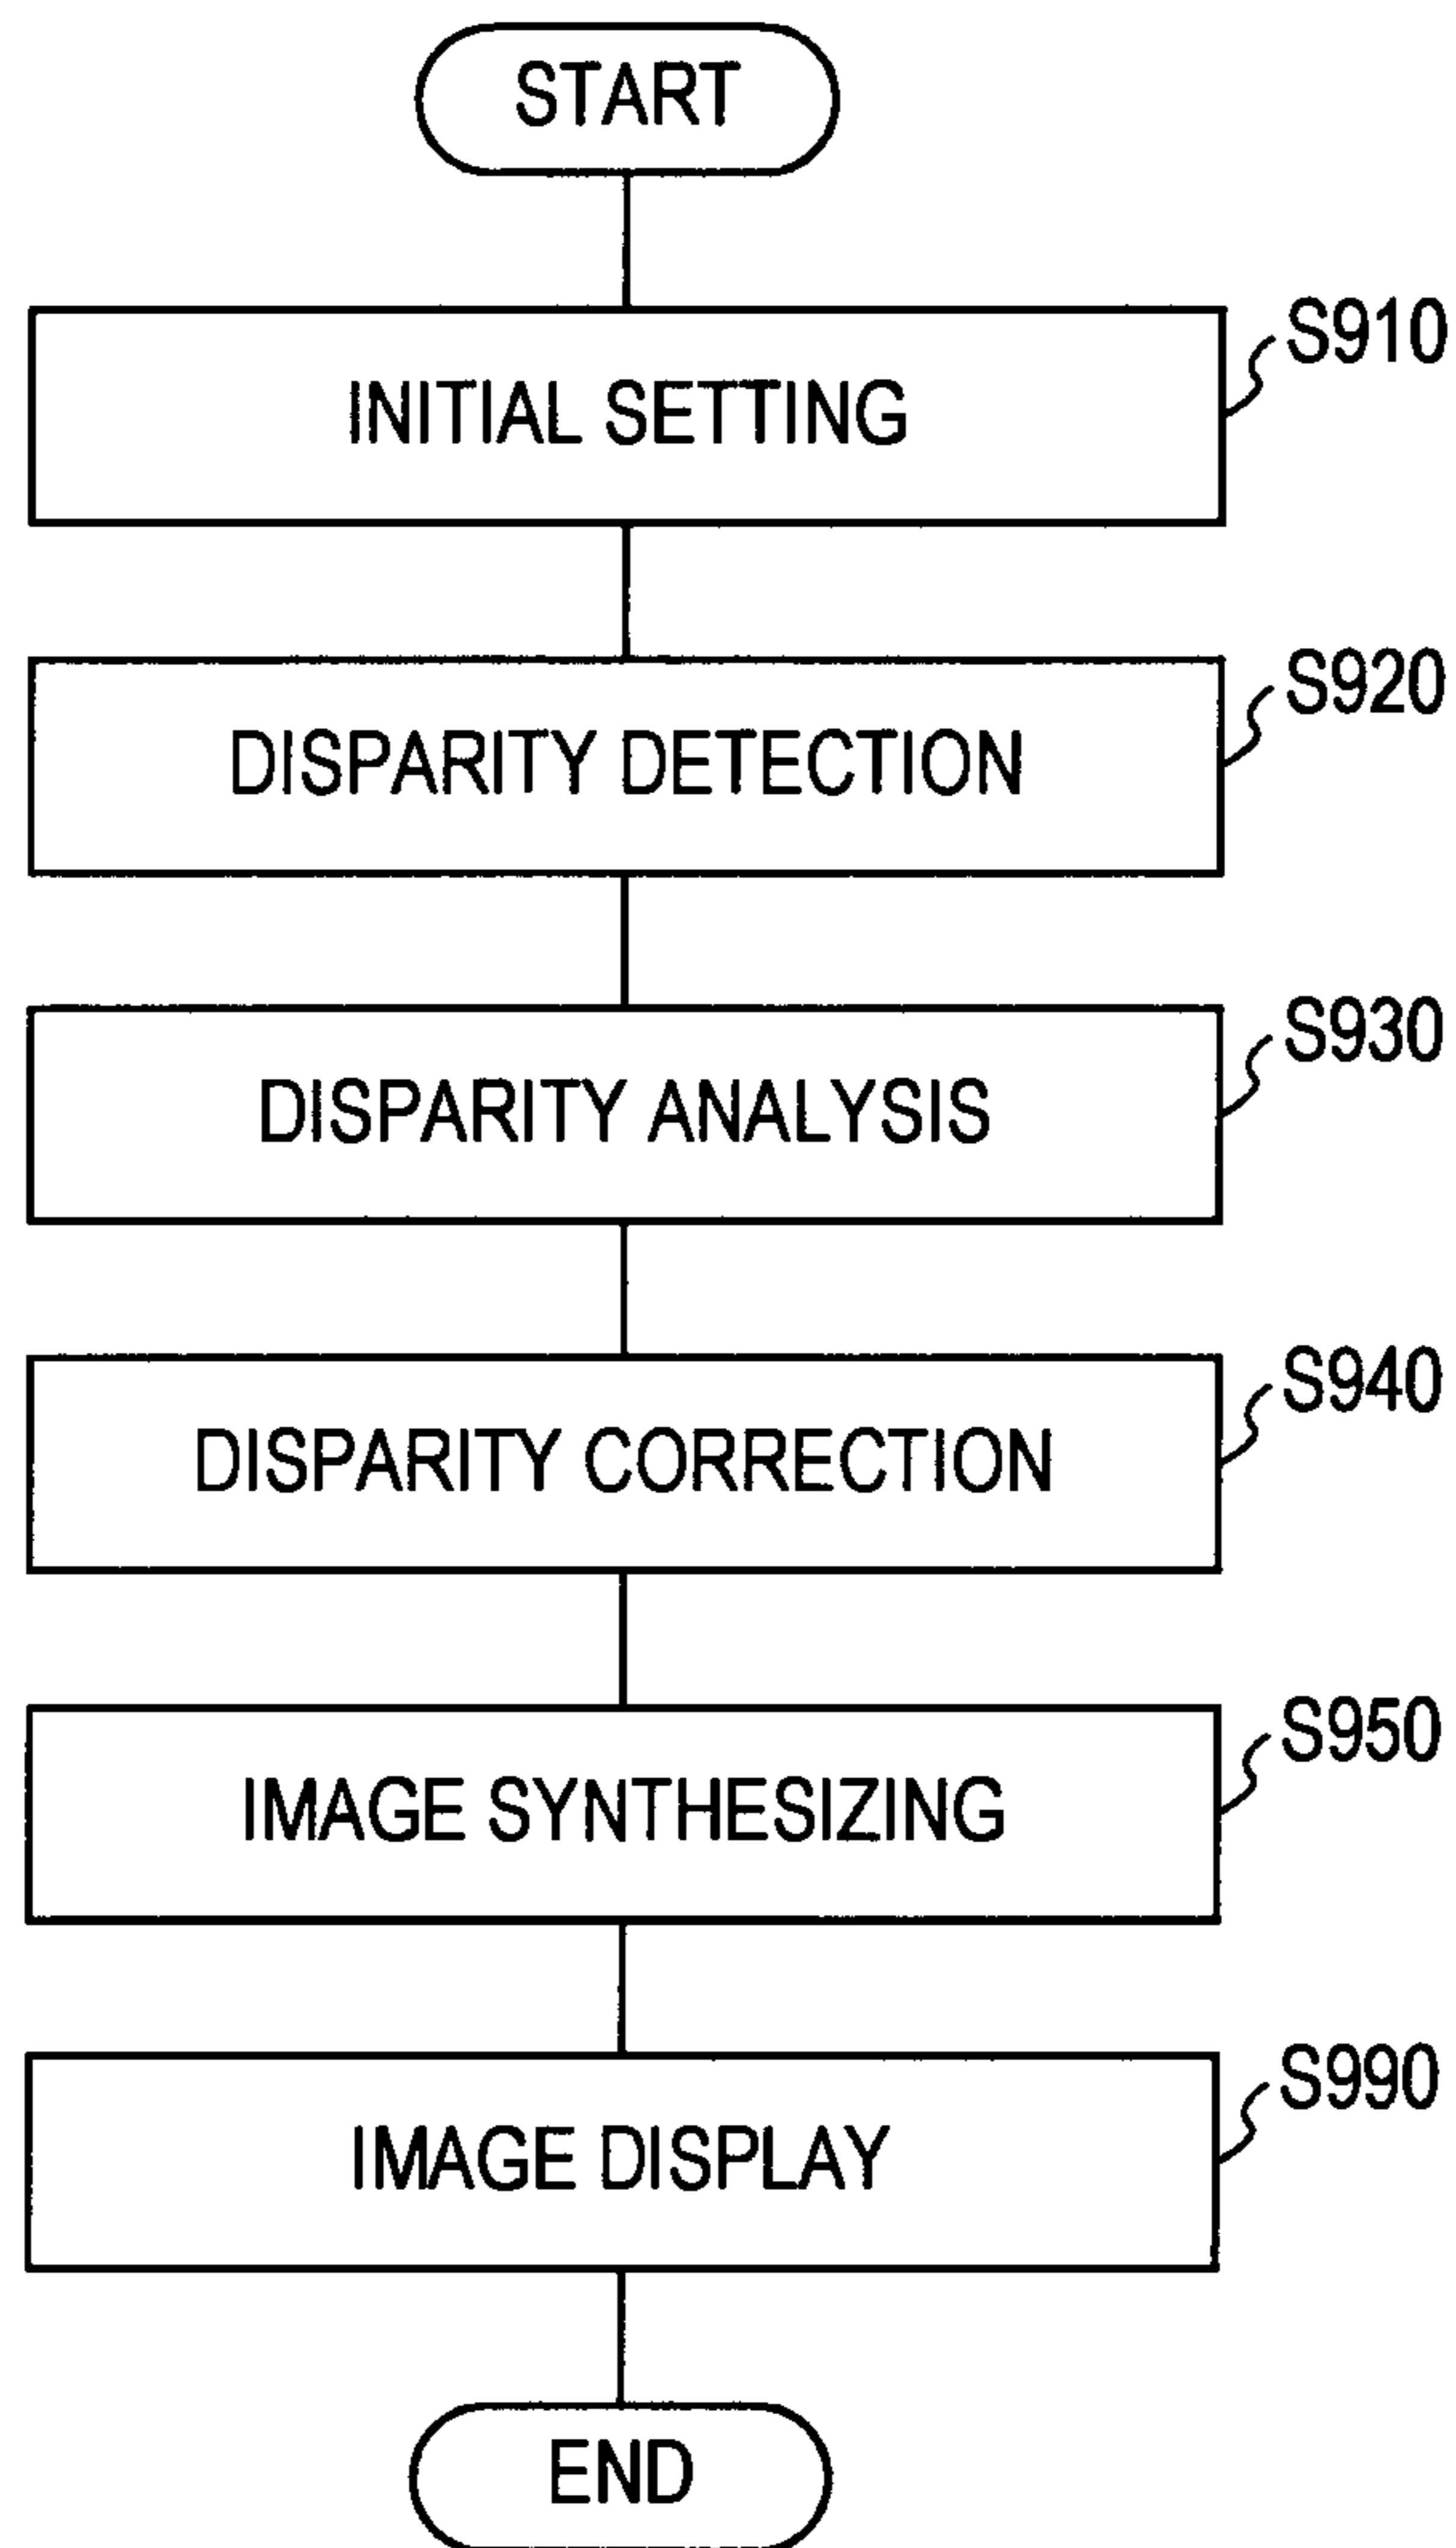 START
S910
INITIAL SETTING
S920
DISPARITY DETECTION
S930
DISPARITY ANALYSIS
S940
DISPARITY CORRECTION
S950
IMAGE SYNTHESIZING
S990
IMAGE DISPLAY
END